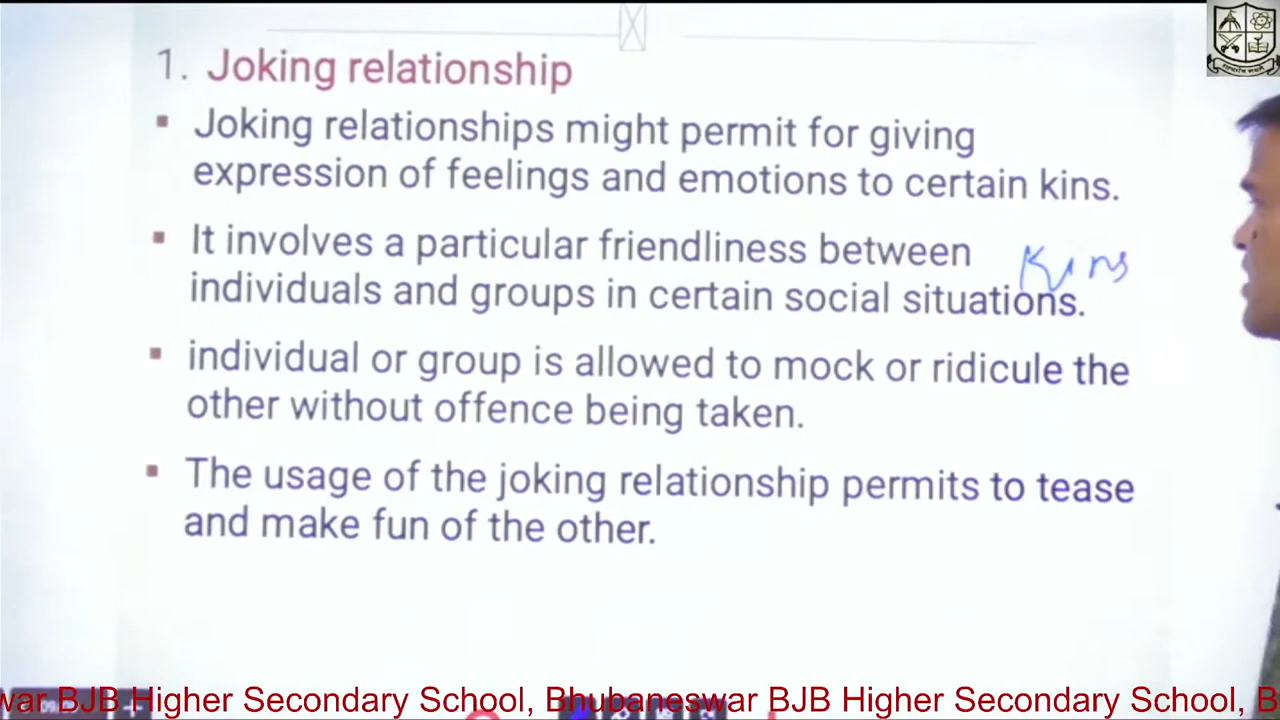 1. Joking relationship
▪ Joking relationships might permit for giving
expression of feelings and emotions to certain kins.
▪ It involves a particular friendliness between
Kins
individuals and groups in certain social situations.
▪ individual or group is allowed to mock or ridicule the
other without offence being taken.
▪ The usage of the joking relationship permits to tease
and make fun of the other.
war BJB Higher Secondary School, Bhubaneswar BJB Higher Secondary School, B